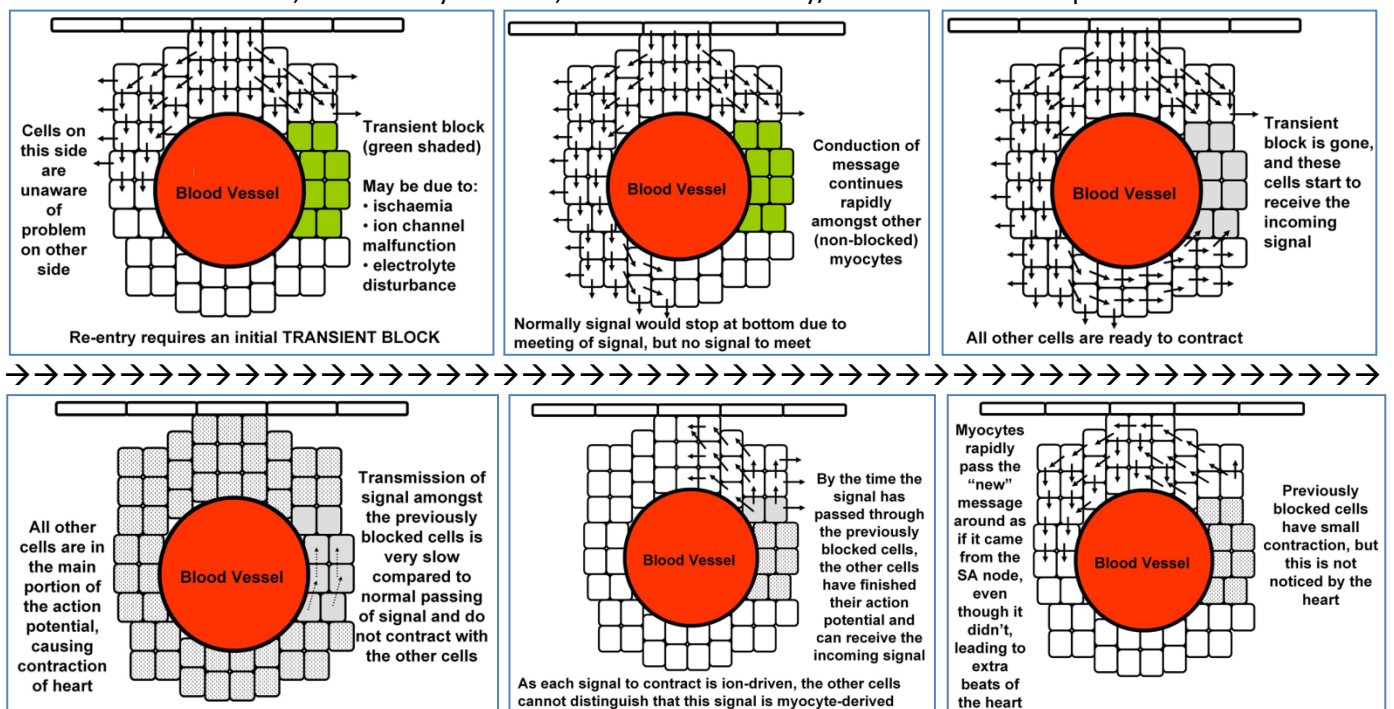 Cells on
this side
are
unaware
of
problem
on other
side
Blood Vessel
Transient block
(green shaded)
May be due to:
• ischaemia
• ion channel
malfunction
• electrolyte
disturbance
Re-entry requires an initial TRANSIENT BLOCK
Blood Vessel
Conduction of
message
continues
rapidly
amongst other
(non-blocked)
myocytes
Normally signal would stop at bottom due to
meeting of signal, but no signal to meet
Blood Vessel
Transient
block is gone,
and these
cells start to
receive the
incoming
signal
All other cells are ready to contract
All other
cells are in
the main
portion of
the action
potential,
causing
contraction
of heart
Blood Vessel
Transmission of
signal amongst
the previously
blocked cells is
very slow
compared to
normal passing
of signal and do
not contract with
the other cells
Blood Vessel
By the time the
signal has
passed through
the previously
blocked cells,
the other cells
have finished
their action
potential and
can receive the
incoming signal
As each signal to contract is ion-driven, the other cells
cannot distinguish that this signal is myocyte-derived
Myocytes
rapidly
pass the
“new”
message
around as
if it came
from the
SA node,
even
though it
didn’t,
leading to
extra
beats of
the heart
Blood Vessel
Previously
blocked cells
have small
contraction, but
this is not
noticed by the
heart